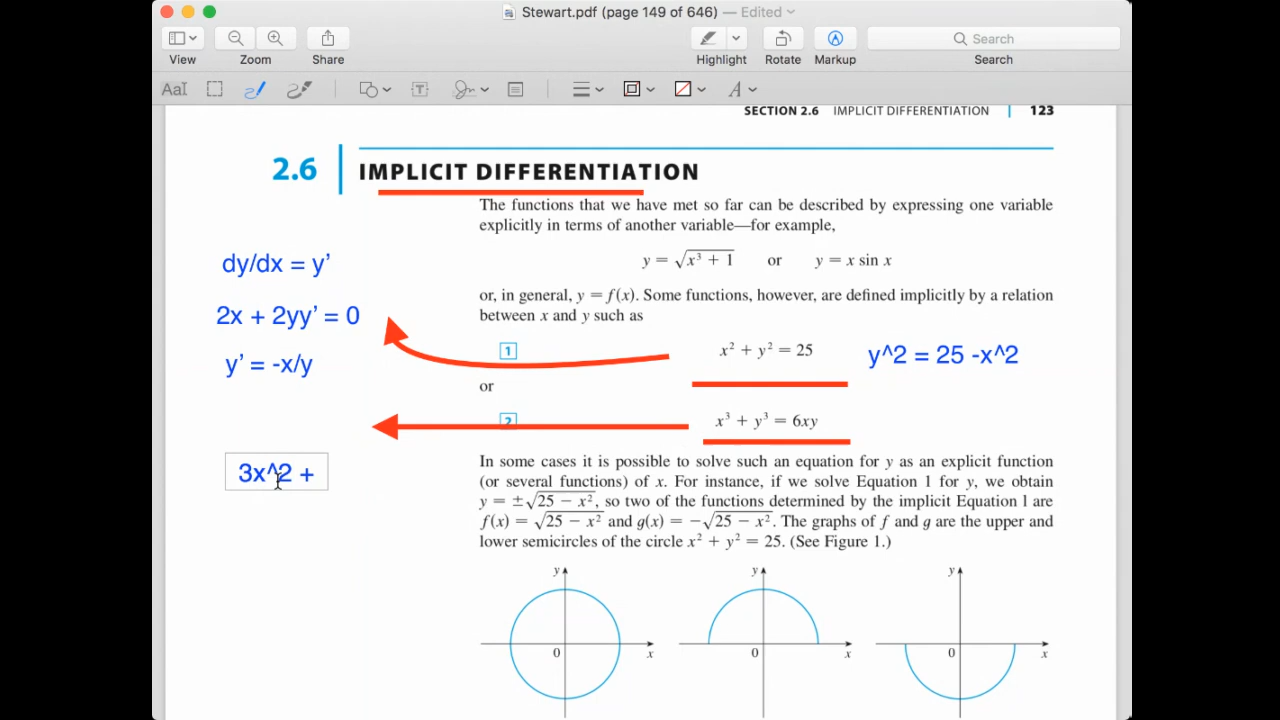 Stewart.pdf (page 149 of 646) — Edited
View
Zoom
Share
Highlight
Rotate
Markup
Search
Search
AaI
T
A
SECTION 2.6 IMPLICIT DIFFERENTIATION | 123
2.6 IMPLICIT DIFFERENTIATION
The functions that we have met so far can be described by expressing one variable
explicitly in terms of another variable—for example,
y = √(x³ + 1) or y = x sin x
or, in general, y = f(x). Some functions, however, are defined implicitly by a relation
between x and y such as
1 x² + y² = 25
or
2 x³ + y³ = 6xy
In some cases it is possible to solve such an equation for y as an explicit function
(or several functions) of x. For instance, if we solve Equation 1 for y, we obtain
y = ±√(25 − x²), so two of the functions determined by the implicit Equation 1 are
f(x) = √(25 − x²) and g(x) = −√(25 − x²). The graphs of f and g are the upper and
lower semicircles of the circle x² + y² = 25. (See Figure 1.)
dy/dx = y’
2x + 2yy’ = 0
y’ = -x/y
3x^2 +
y^2 = 25 -x^2
y
0
x
y
0
x
y
0
x